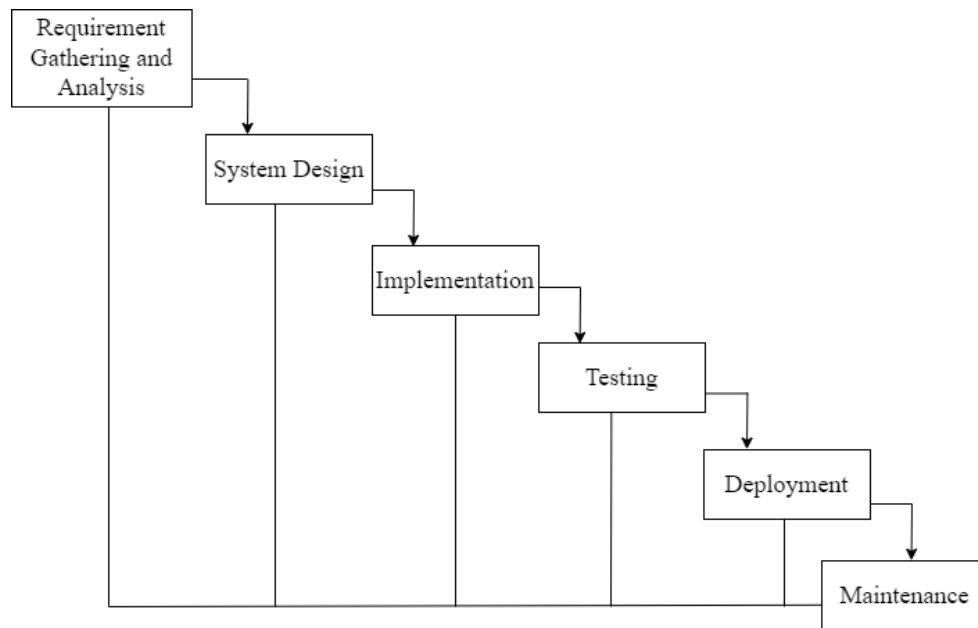 Requirement
Gathering and
Analysis
System Design
Implementation
Testing
Deployment
Maintenance